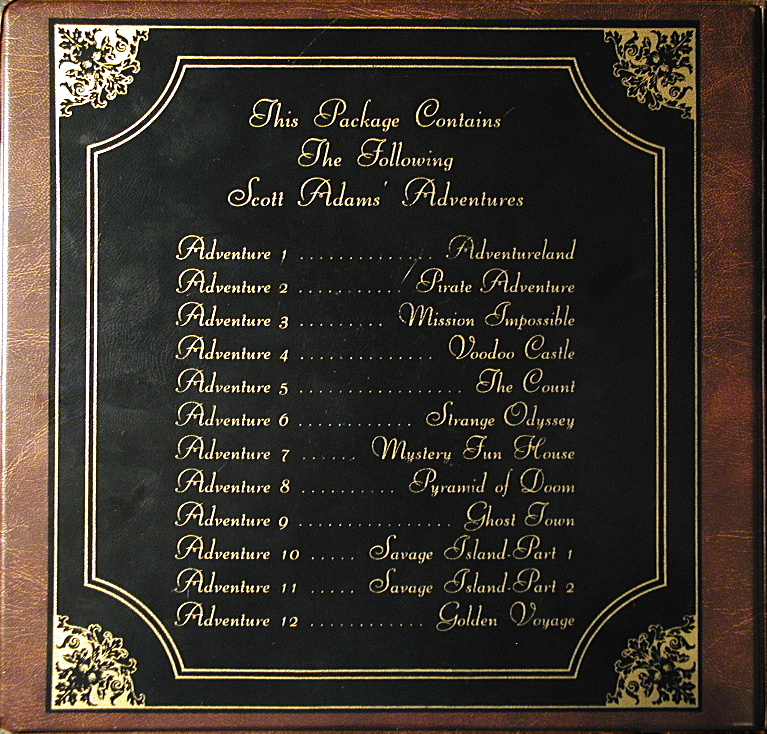 This Package Contains
The Following
Scott Adams' Adventures
Adventure 1 .............. Adventureland
Adventure 2 ........... Pirate Adventure
Adventure 3 ......... Mission Impossible
Adventure 4 .............. Voodoo Castle
Adventure 5 ................. The Count
Adventure 6 ............ Strange Odyssey
Adventure 7 ...... Mystery Fun House
Adventure 8 .......... Pyramid of Doom
Adventure 9 ................ Ghost Town
Adventure 10 ..... Savage Island-Part 1
Adventure 11 ..... Savage Island-Part 2
Adventure 12 ............ Golden Voyage